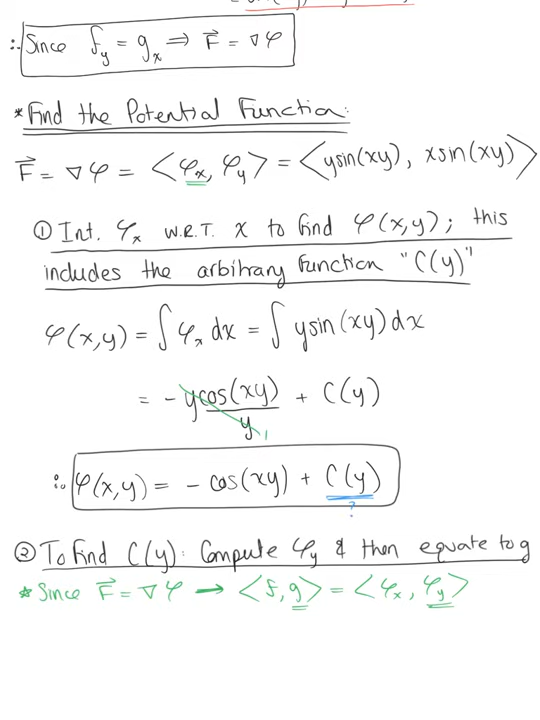 ∴ Since f_y = g_x ⟹ F⃗ = ∇φ
*Find the Potential Function:
F⃗ = ∇φ = ⟨φ_x, φ_y⟩ = ⟨ysin(xy), xsin(xy)⟩
① Int. φ_x W.R.T. x to find φ(x,y); this
includes the arbitrary function "C(y)"
φ(x,y) = ∫ φ_x dx = ∫ ysin(xy) dx
= - ycos(xy)/y + C(y)
1
∴ φ(x,y) = - cos(xy) + C(y)
?
② To find C(y): Compute φ_y & then equate to g
* Since F⃗ = ∇φ → ⟨f, g⟩ = ⟨φ_x, φ_y⟩